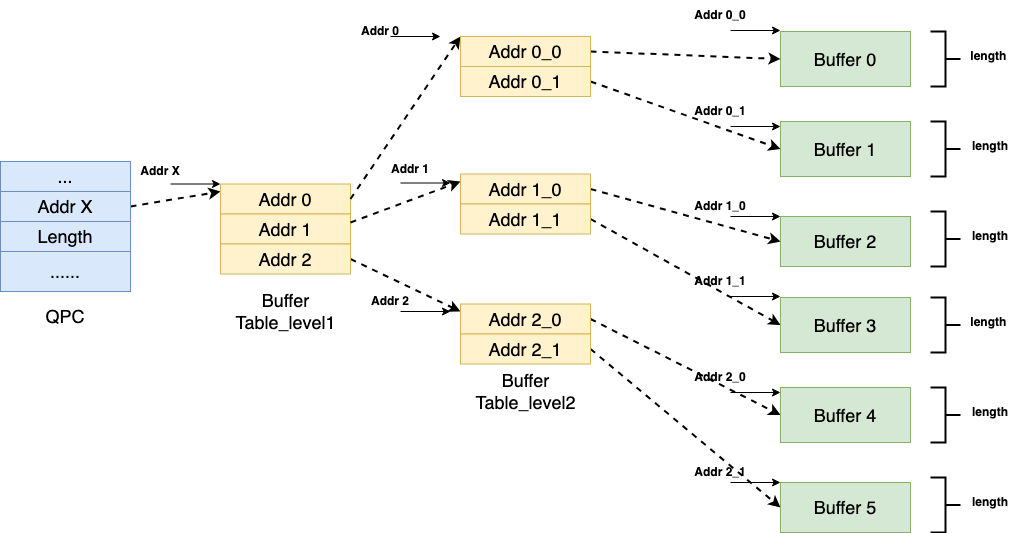 ...
Addr X
Length
......
QPC
Addr X
Addr 0
Addr 1
Addr 2
Buffer
Table_level1
Addr 0
Addr 0_0
Addr 0_1
Addr 1
Addr 1_0
Addr 1_1
Addr 2
Addr 2_0
Addr 2_1
Buffer
Table_level2
Addr 0_0
Buffer 0
length
Addr 0_1
Buffer 1
length
Addr 1_0
Buffer 2
length
Addr 1_1
Buffer 3
length
Addr 2_0
Buffer 4
length
Addr 2_1
Buffer 5
length